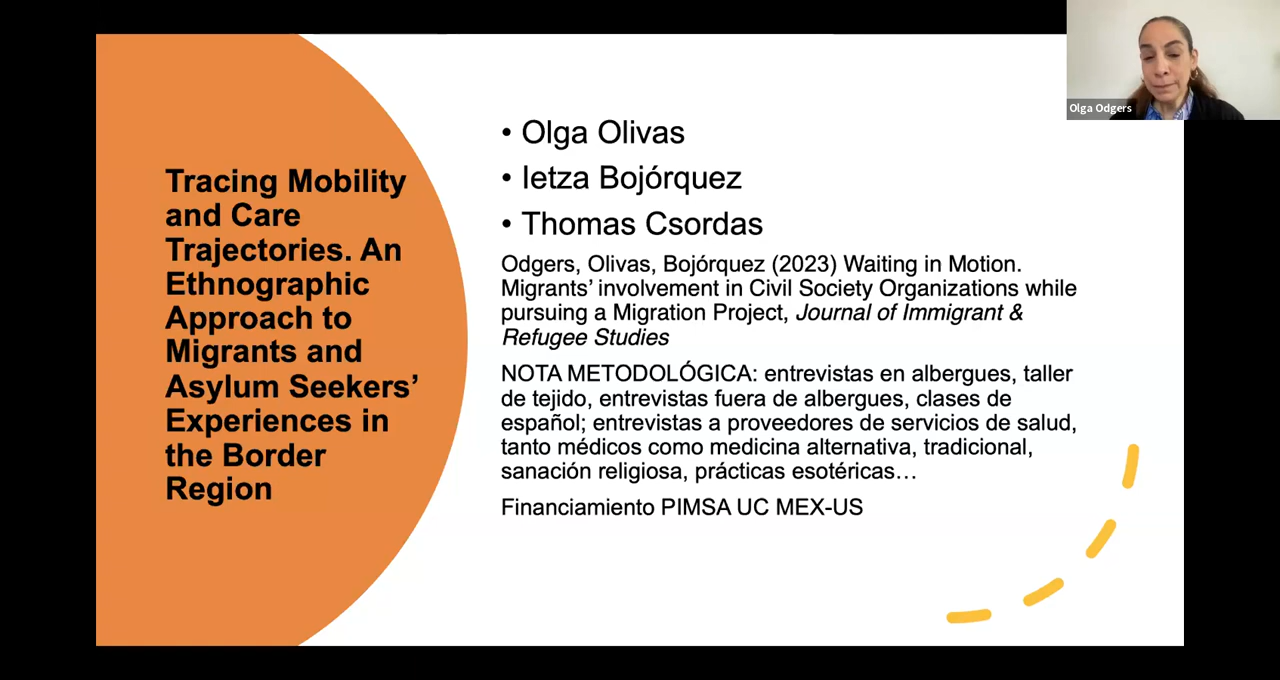 Tracing Mobility
and Care
Trajectories. An
Ethnographic
Approach to
Migrants and
Asylum Seekers’
Experiences in
the Border
Region
• Olga Olivas
• Ietza Bojórquez
• Thomas Csordas
Odgers, Olivas, Bojórquez (2023) Waiting in Motion.
Migrants’ involvement in Civil Society Organizations while
pursuing a Migration Project, Journal of Immigrant &
Refugee Studies
NOTA METODOLÓGICA: entrevistas en albergues, taller
de tejido, entrevistas fuera de albergues, clases de
español; entrevistas a proveedores de servicios de salud,
tanto médicos como medicina alternativa, tradicional,
sanación religiosa, prácticas esotéricas…
Financiamiento PIMSA UC MEX-US
Olga Odgers